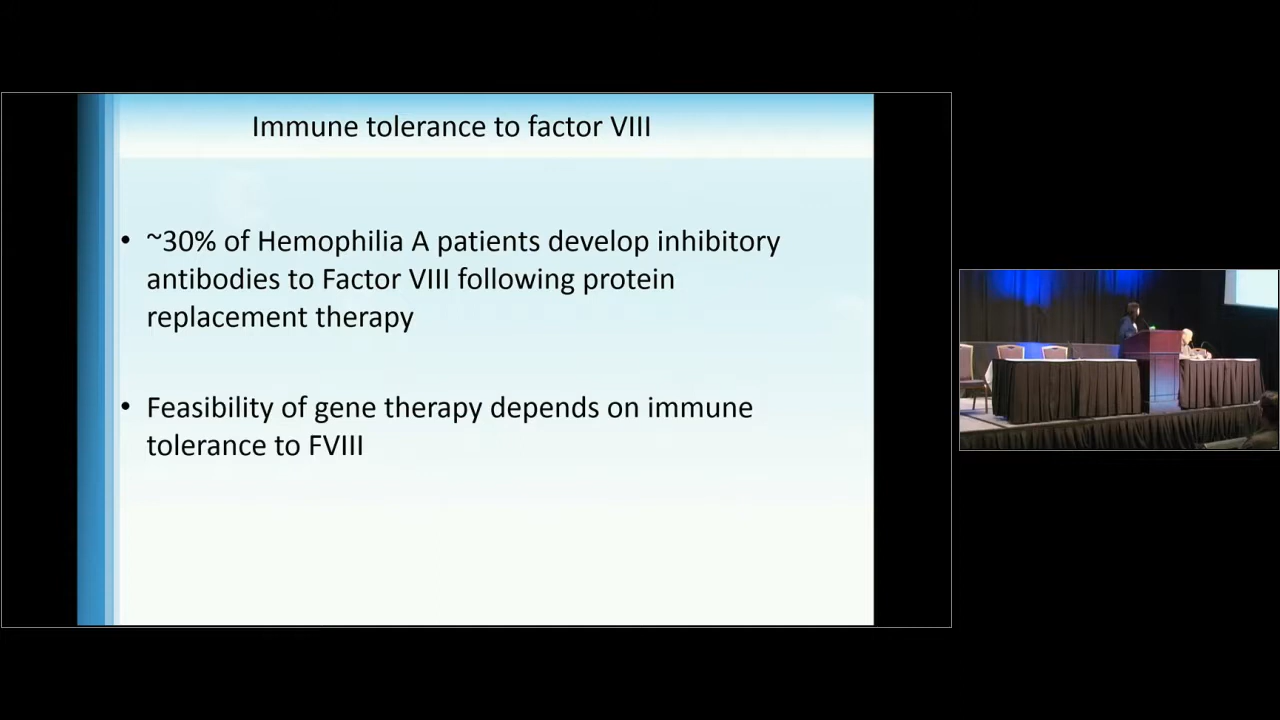 Immune tolerance to factor VIII
• ~30% of Hemophilia A patients develop inhibitory
antibodies to Factor VIII following protein
replacement therapy
• Feasibility of gene therapy depends on immune
tolerance to FVIII